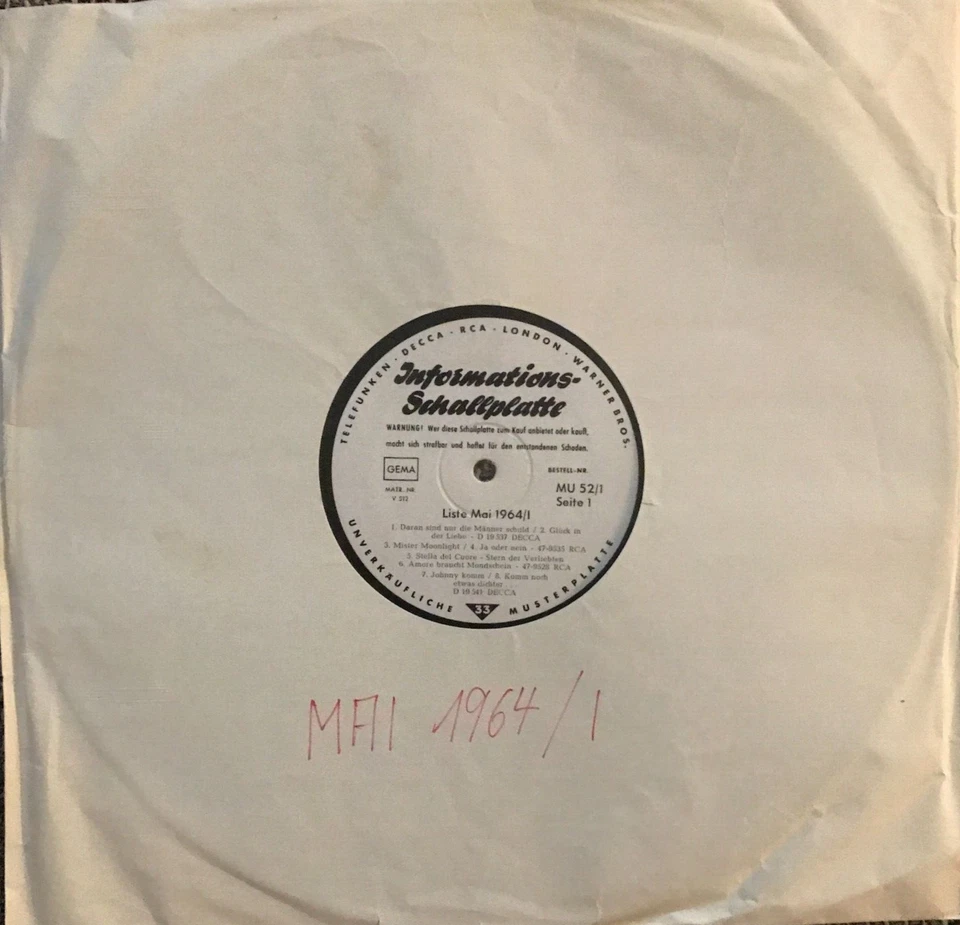 TELEFUNKEN · DECCA · RCA · LONDON · WARNER BROS.
Informations-
Schallplatte
WARNUNG! Wer diese Schallplatte zum Kauf anbietet oder kauft,
macht sich strafbar und haftet für den entstandenen Schaden.
GEMA
BESTELL-NR.
MATR. NR.
MU 52/1
V 212
Seite 1
Liste Mai 1964/I
1. Daran sind nur die Männer schuld / 2. Glück in
der Liebe - D 19 537 DECCA
3. Mister Moonlight / 4. Ja oder nein - 47-9535 RCA
5. Stella del Cuore - Stern der Verliebten
6. Amore braucht Mondschein - 47-9528 RCA
7. Johnny komm / 8. Komm noch
etwas dichter . . .
D 19 541 DECCA
UNVERKÄUFLICHE 33 MUSTERPLATTE
MAI 1964/I